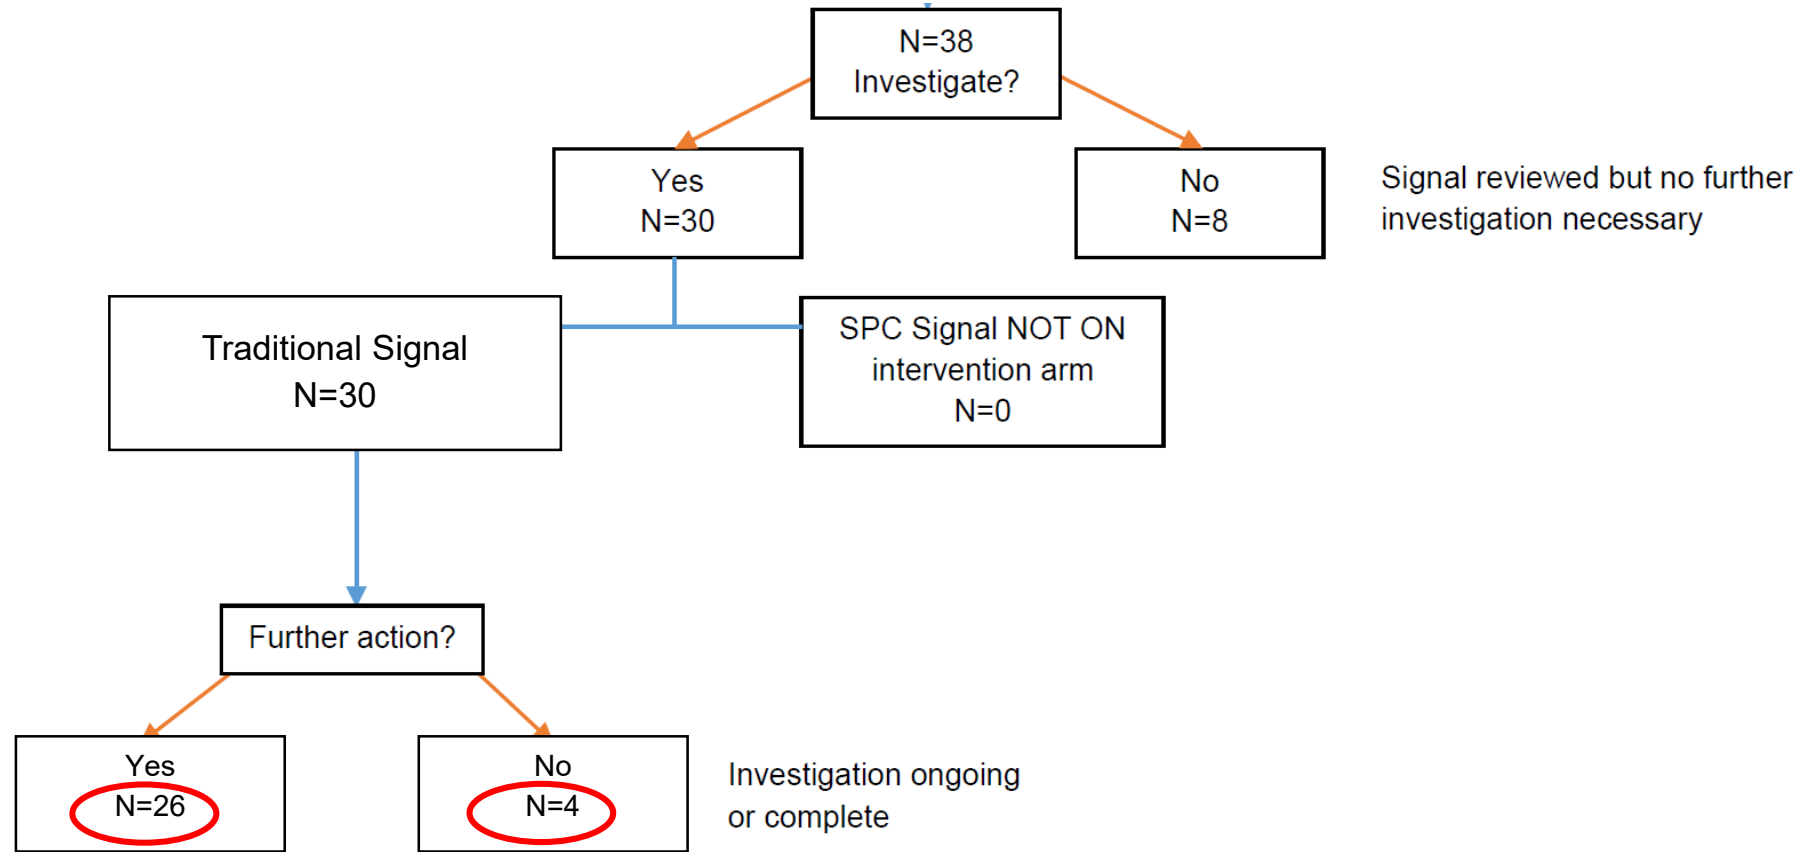 N=38
Investigate?
Yes
N=30
No
N=8
Signal reviewed but no further
investigation necessary
Traditional Signal
N=30
SPC Signal NOT ON
intervention arm
N=0
Further action?
Yes
N=26
No
N=4
Investigation ongoing
or complete